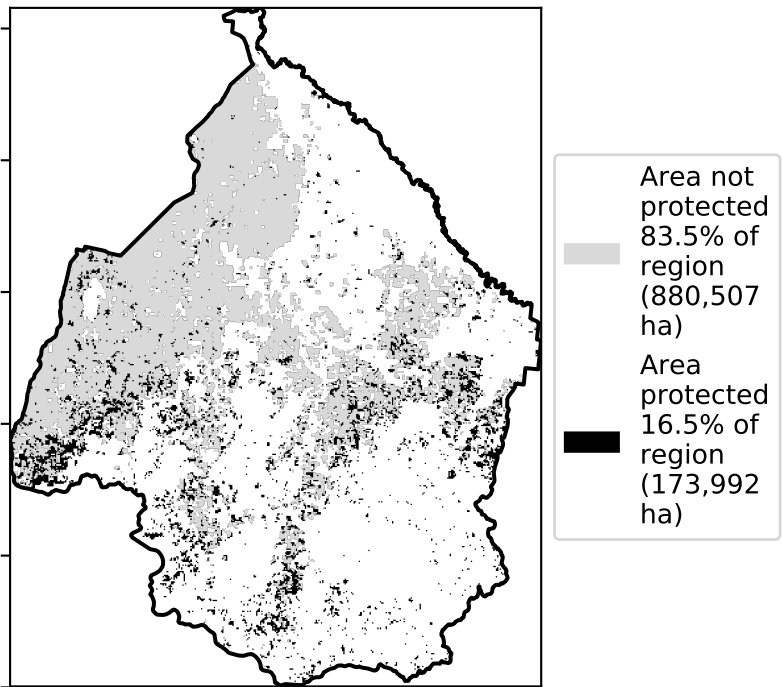 Area not
protected
83.5% of
region
(880,507
ha)
Area
protected
16.5% of
region
(173,992
ha)